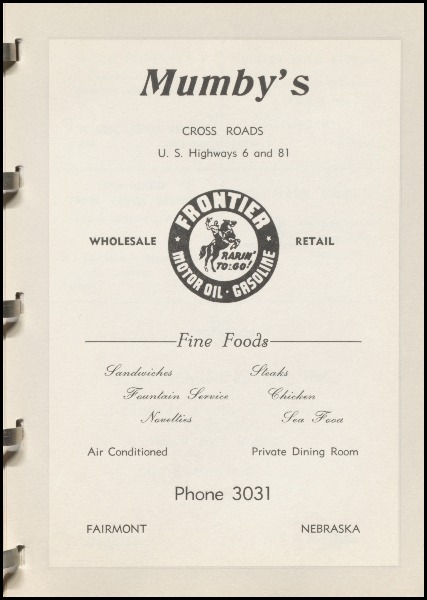 Mumby's
CROSS ROADS
U. S. Highways 6 and 81
WHOLESALE
FRONTIER
RARIN'
TO-GO!
MOTOR OIL · GASOLINE
RETAIL
Fine Foods
Sandwiches Steaks
Fountain Service Chicken
Novelties Sea Food
Air Conditioned Private Dining Room
Phone 3031
FAIRMONT NEBRASKA